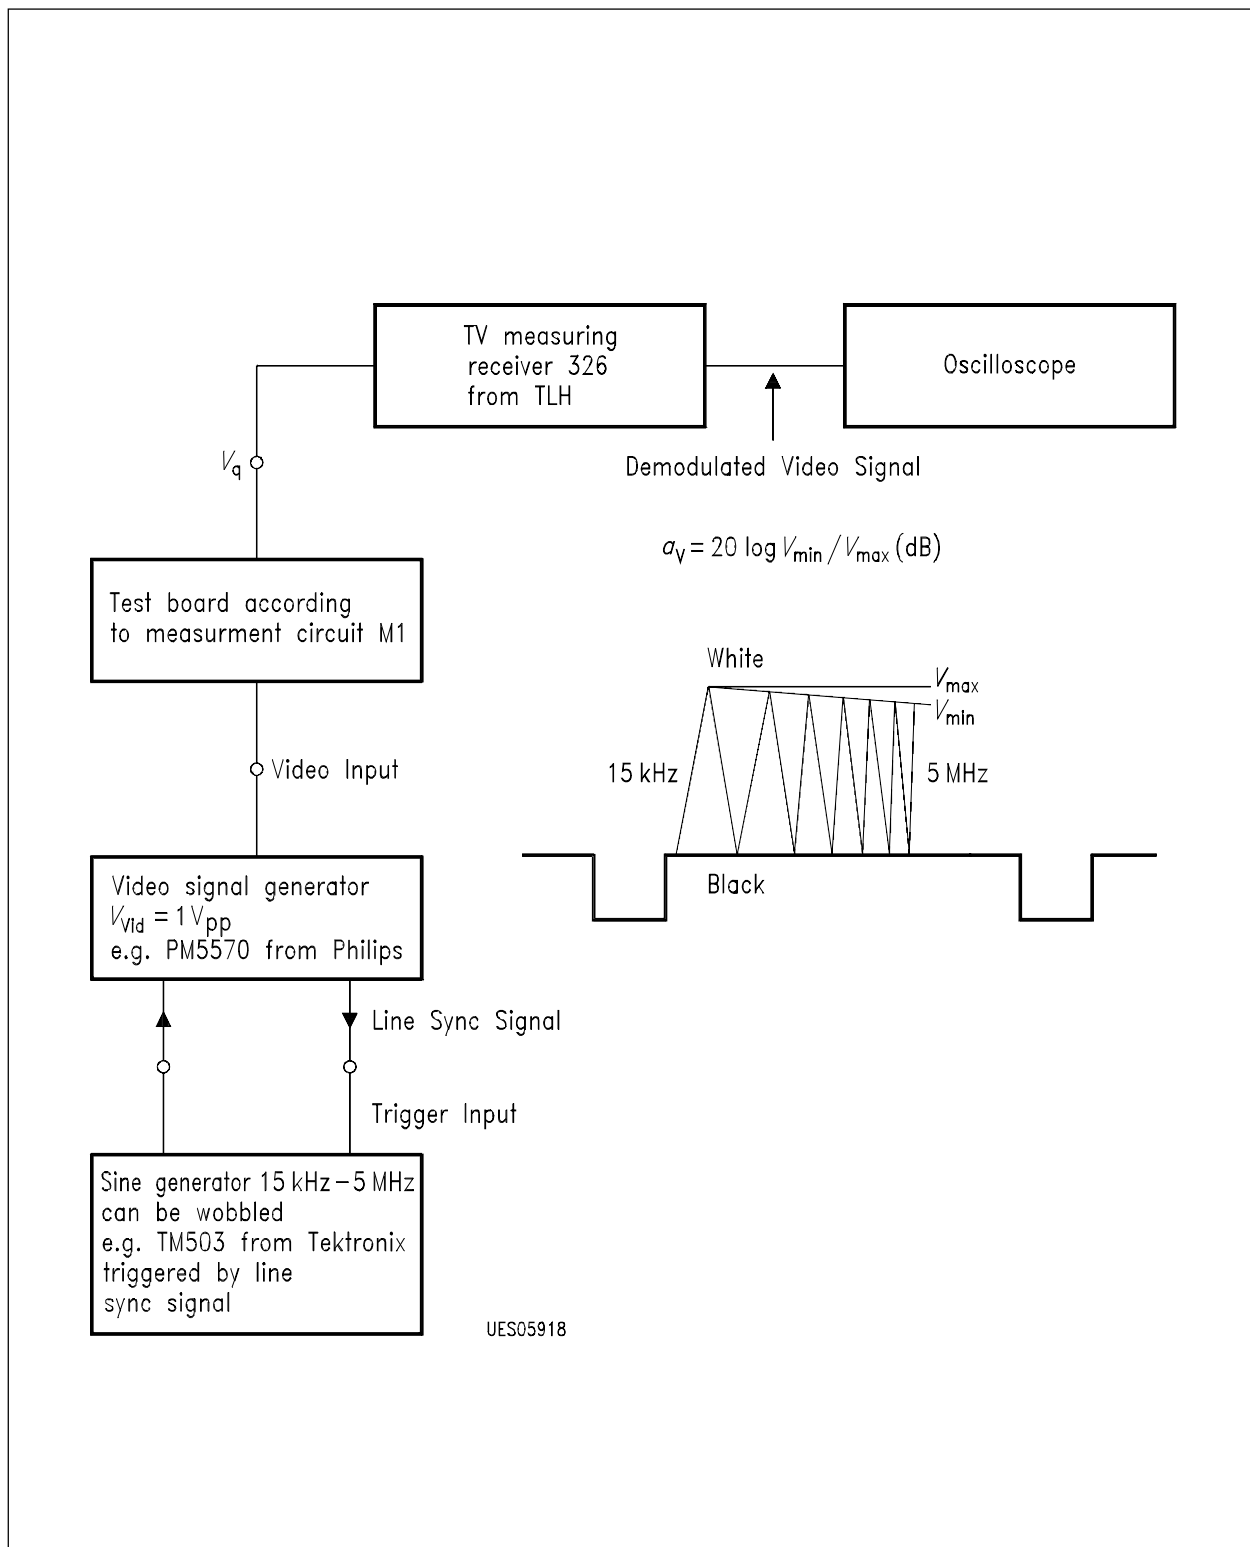 TV measuring
receiver 326
from TLH
Oscilloscope
Vq
Demodulated Video Signal
aV = 20 log Vmin / Vmax (dB)
Test board according
to measurment circuit M1
White
Vmax
Vmin
15 kHz
5 MHz
Video Input
Black
Video signal generator
VVid = 1 Vpp
e.g. PM5570 from Philips
Line Sync Signal
Trigger Input
Sine generator 15 kHz – 5 MHz
can be wobbled
e.g. TM503 from Tektronix
triggered by line
sync signal
UES05918